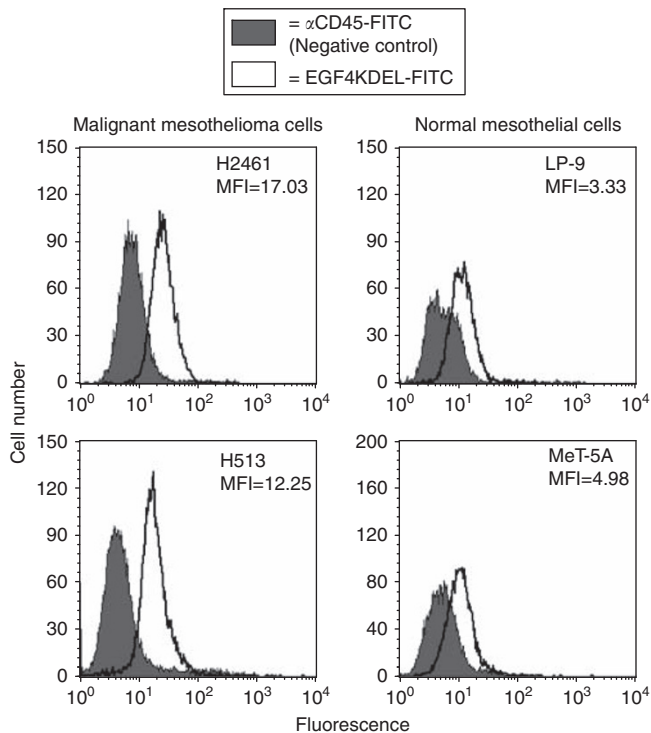 = αCD45-FITC
(Negative control)
= EGF4KDEL-FITC
Malignant mesothelioma cells
Normal mesothelial cells
150
120
90
60
30
0
H2461
MFI=17.03
10⁰ 10¹ 10² 10³ 10⁴
150
120
90
60
30
0
LP-9
MFI=3.33
10⁰ 10¹ 10² 10³ 10⁴
Cell number
150
120
90
60
30
0
H513
MFI=12.25
10⁰ 10¹ 10² 10³ 10⁴
200
160
120
80
40
0
MeT-5A
MFI=4.98
10⁰ 10¹ 10² 10³ 10⁴
Fluorescence